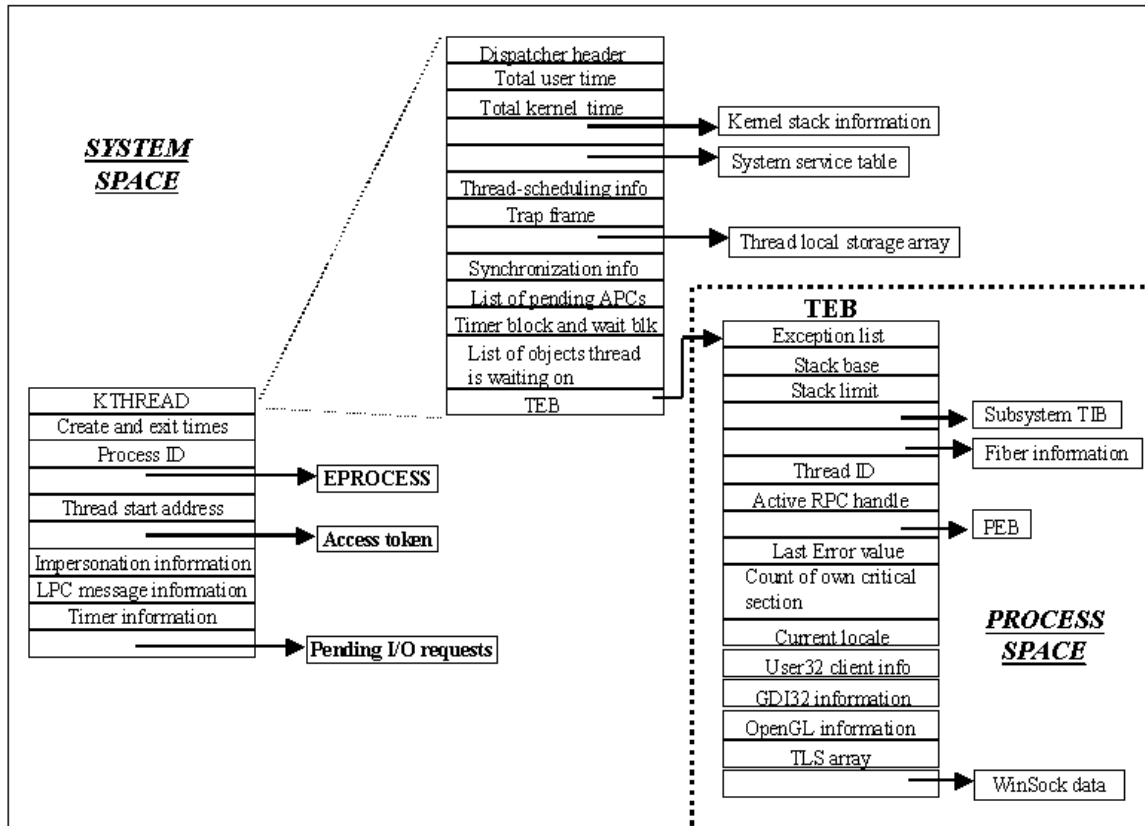 SYSTEM
SPACE
Dispatcher header
Total user time
Total kernel time
Kernel stack information
System service table
Thread-scheduling info
Trap frame
Thread local storage array
Synchronization info
List of pending APCs
Timer block and wait blk
List of objects thread
is waiting on
TEB
KTHREAD
Create and exit times
Process ID
EPROCESS
Thread start address
Access token
Impersonation information
LPC message information
Timer information
Pending I/O requests
TEB
Exception list
Stack base
Stack limit
Subsystem TIB
Fiber information
Thread ID
Active RPC handle
PEB
Last Error value
Count of own critical
section
Current locale
User32 client info
GDI32 information
OpenGL information
TLS array
WinSock data
PROCESS
SPACE